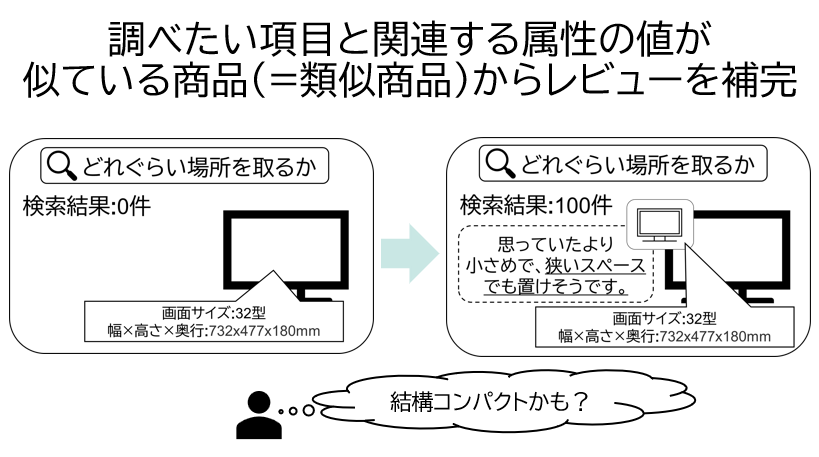 調べたい項目と関連する属性の値が
似ている商品(=類似商品)からレビューを補完
どれぐらい場所を取るか
検索結果:0件
画面サイズ:32型
幅×高さ×奥行:732x477x180mm
どれぐらい場所を取るか
検索結果:100件
思っていたより
小さめで、狭いスペース
でも置けそうです。
画面サイズ:32型
幅×高さ×奥行:732x477x180mm
結構コンパクトかも？